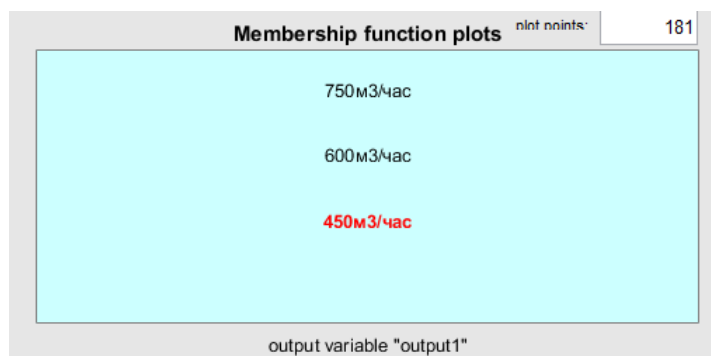 Membership function plots plot points: 181
750м3/час
600м3/час
450м3/час
output variable "output1"